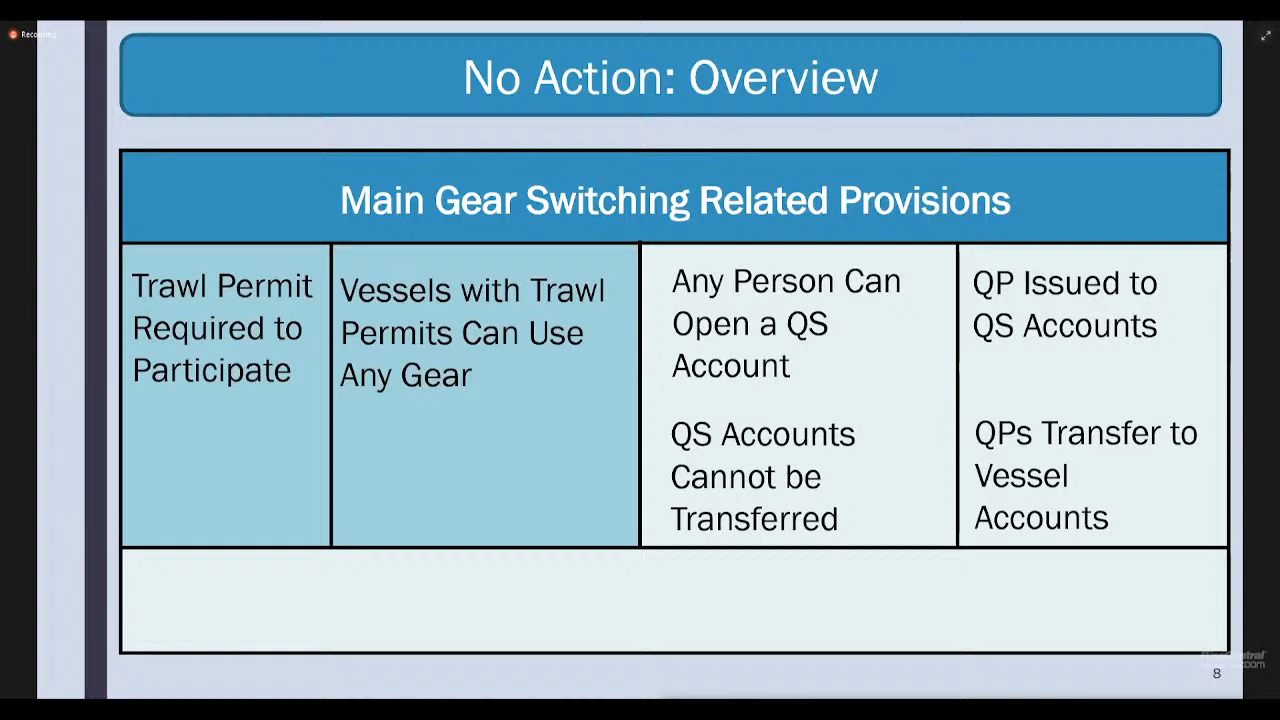 Recording
No Action: Overview
Main Gear Switching Related Provisions
Trawl Permit
Required to
Participate
Vessels with Trawl
Permits Can Use
Any Gear
Any Person Can
Open a QS
Account
QS Accounts
Cannot be
Transferred
QP Issued to
QS Accounts
QPs Transfer to
Vessel
Accounts
zoom
8